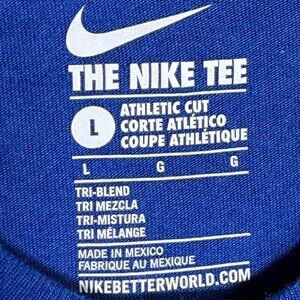 THE NIKE TEE
L
ATHLETIC CUT
CORTE ATLÉTICO
COUPE ATHLÉTIQUE
L G G
TRI-BLEND
TRI MEZCLA
TRI-MISTURA
TRI MÉLANGE
MADE IN MEXICO
FABRIQUE AU MEXIQUE
NIKEBETTERWORLD.COM